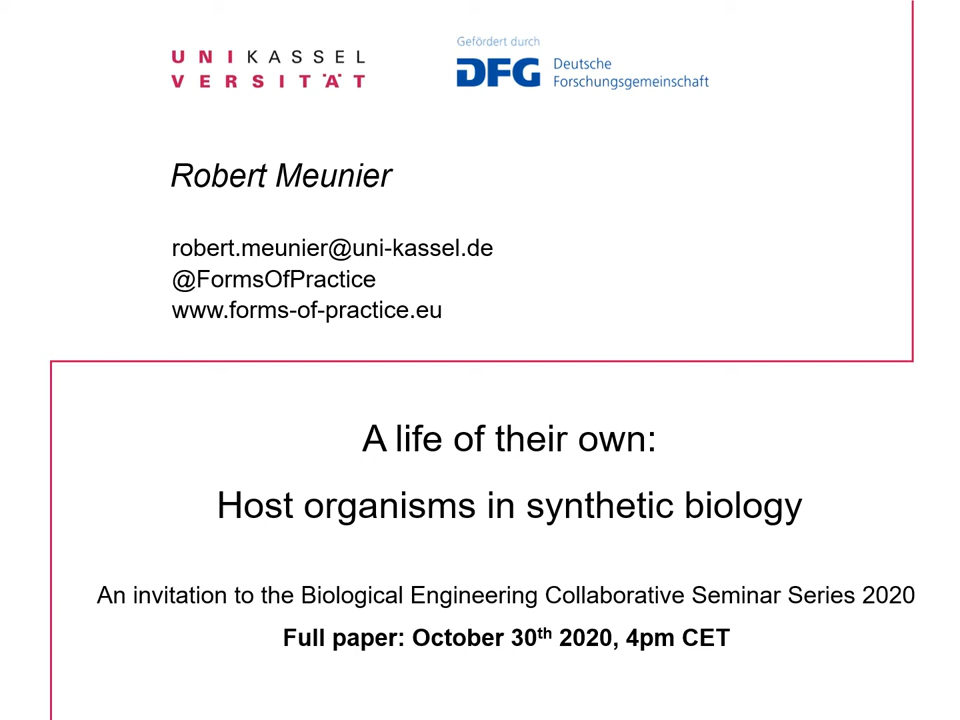 UNIKASSEL
VERSITÄT
Gefördert durch
DFG Deutsche
Forschungsgemeinschaft
Robert Meunier
robert.meunier@uni-kassel.de
@FormsOfPractice
www.forms-of-practice.eu
A life of their own:
Host organisms in synthetic biology
An invitation to the Biological Engineering Collaborative Seminar Series 2020
Full paper: October 30th 2020, 4pm CET